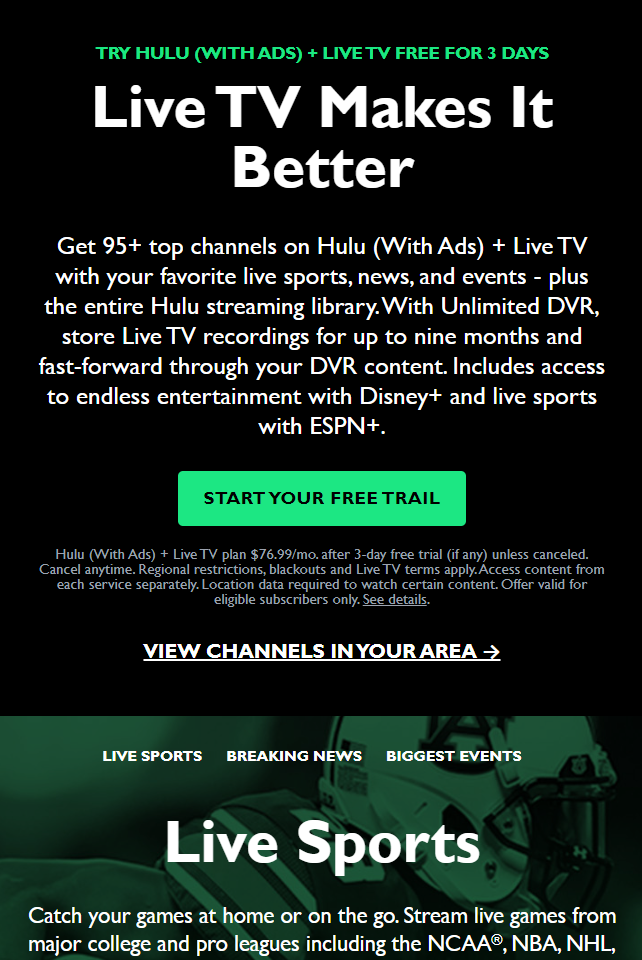 TRY HULU (WITH ADS) + LIVE TV FREE FOR 3 DAYS
Live TV Makes It
Better
Get 95+ top channels on Hulu (With Ads) + Live TV
with your favorite live sports, news, and events - plus
the entire Hulu streaming library. With Unlimited DVR,
store Live TV recordings for up to nine months and
fast-forward through your DVR content. Includes access
to endless entertainment with Disney+ and live sports
with ESPN+.
START YOUR FREE TRAIL
Hulu (With Ads) + Live TV plan $76.99/mo. after 3-day free trial (if any) unless canceled.
Cancel anytime. Regional restrictions, blackouts and Live TV terms apply. Access content from
each service separately. Location data required to watch certain content. Offer valid for
eligible subscribers only. See details.
VIEW CHANNELS IN YOUR AREA →
LIVE SPORTS BREAKING NEWS BIGGEST EVENTS
Live Sports
Catch your games at home or on the go. Stream live games from
major college and pro leagues including the NCAA®, NBA, NHL,